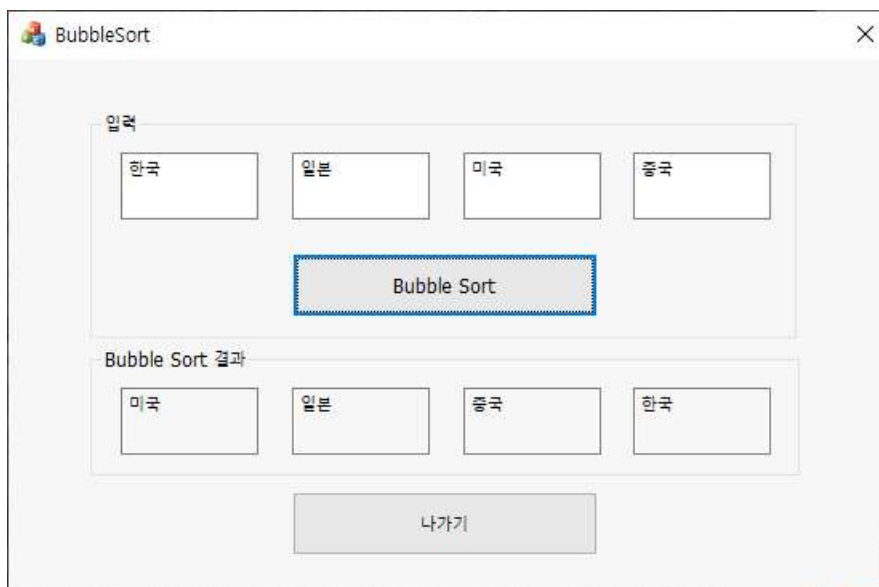 BubbleSort
입력
한국 일본 미국 중국
Bubble Sort
Bubble Sort 결과
미국 일본 중국 한국
나가기